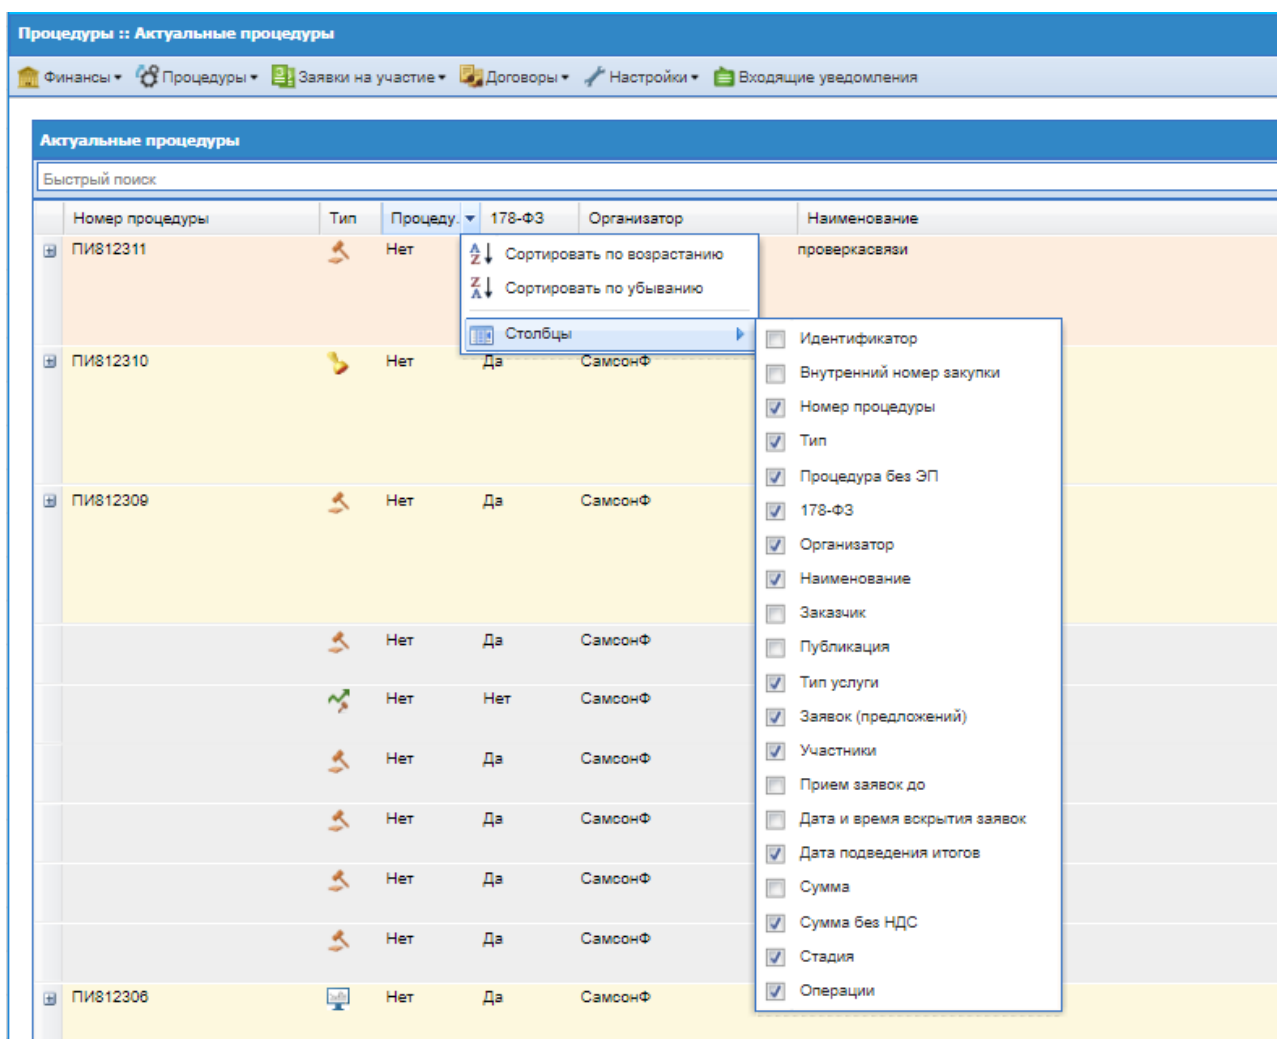 Процедуры :: Актуальные процедуры
Финансы Процедуры Заявки на участие Договоры Настройки Входящие уведомления
Актуальные процедуры
Быстрый поиск
Номер процедуры Тип Процеду. 178-ФЗ Организатор Наименование
ПИ812311 Нет проверкасвязи
Сортировать по возрастанию
Сортировать по убыванию
Столбцы
ПИ812310 Нет Да СамсонФ
ПИ812309 Нет Да СамсонФ
Нет Да СамсонФ
Нет Нет СамсонФ
Нет Да СамсонФ
Нет Да СамсонФ
Нет Да СамсонФ
Нет Да СамсонФ
ПИ812306 Нет Да СамсонФ
Идентификатор
Внутренний номер закупки
Номер процедуры
Тип
Процедура без ЭП
178-ФЗ
Организатор
Наименование
Заказчик
Публикация
Тип услуги
Заявок (предложений)
Участники
Прием заявок до
Дата и время вскрытия заявок
Дата подведения итогов
Сумма
Сумма без НДС
Стадия
Операции